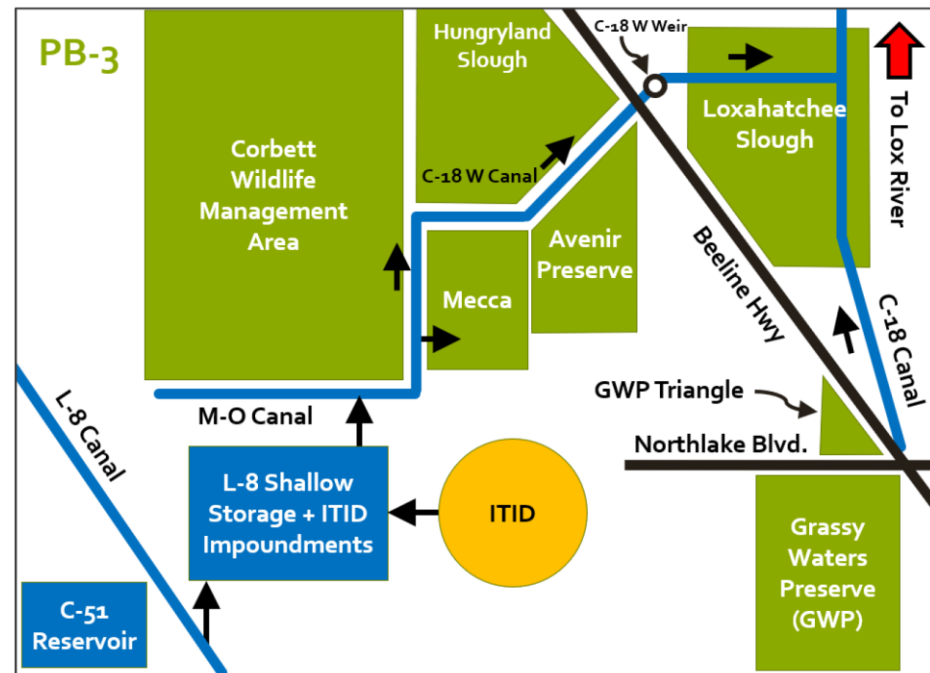 PB-3
Corbett
Wildlife
Management
Area
Hungryland
Slough
C-18 W Weir
C-18 W Canal
Loxahatchee
Slough
To Lox River
Avenir
Preserve
Mecca
Beeline Hwy
C-18 Canal
GWP Triangle
Northlake Blvd.
M-O Canal
L-8 Canal
L-8 Shallow
Storage + ITID
Impoundments
ITID
C-51
Reservoir
Grassy
Waters
Preserve
(GWP)